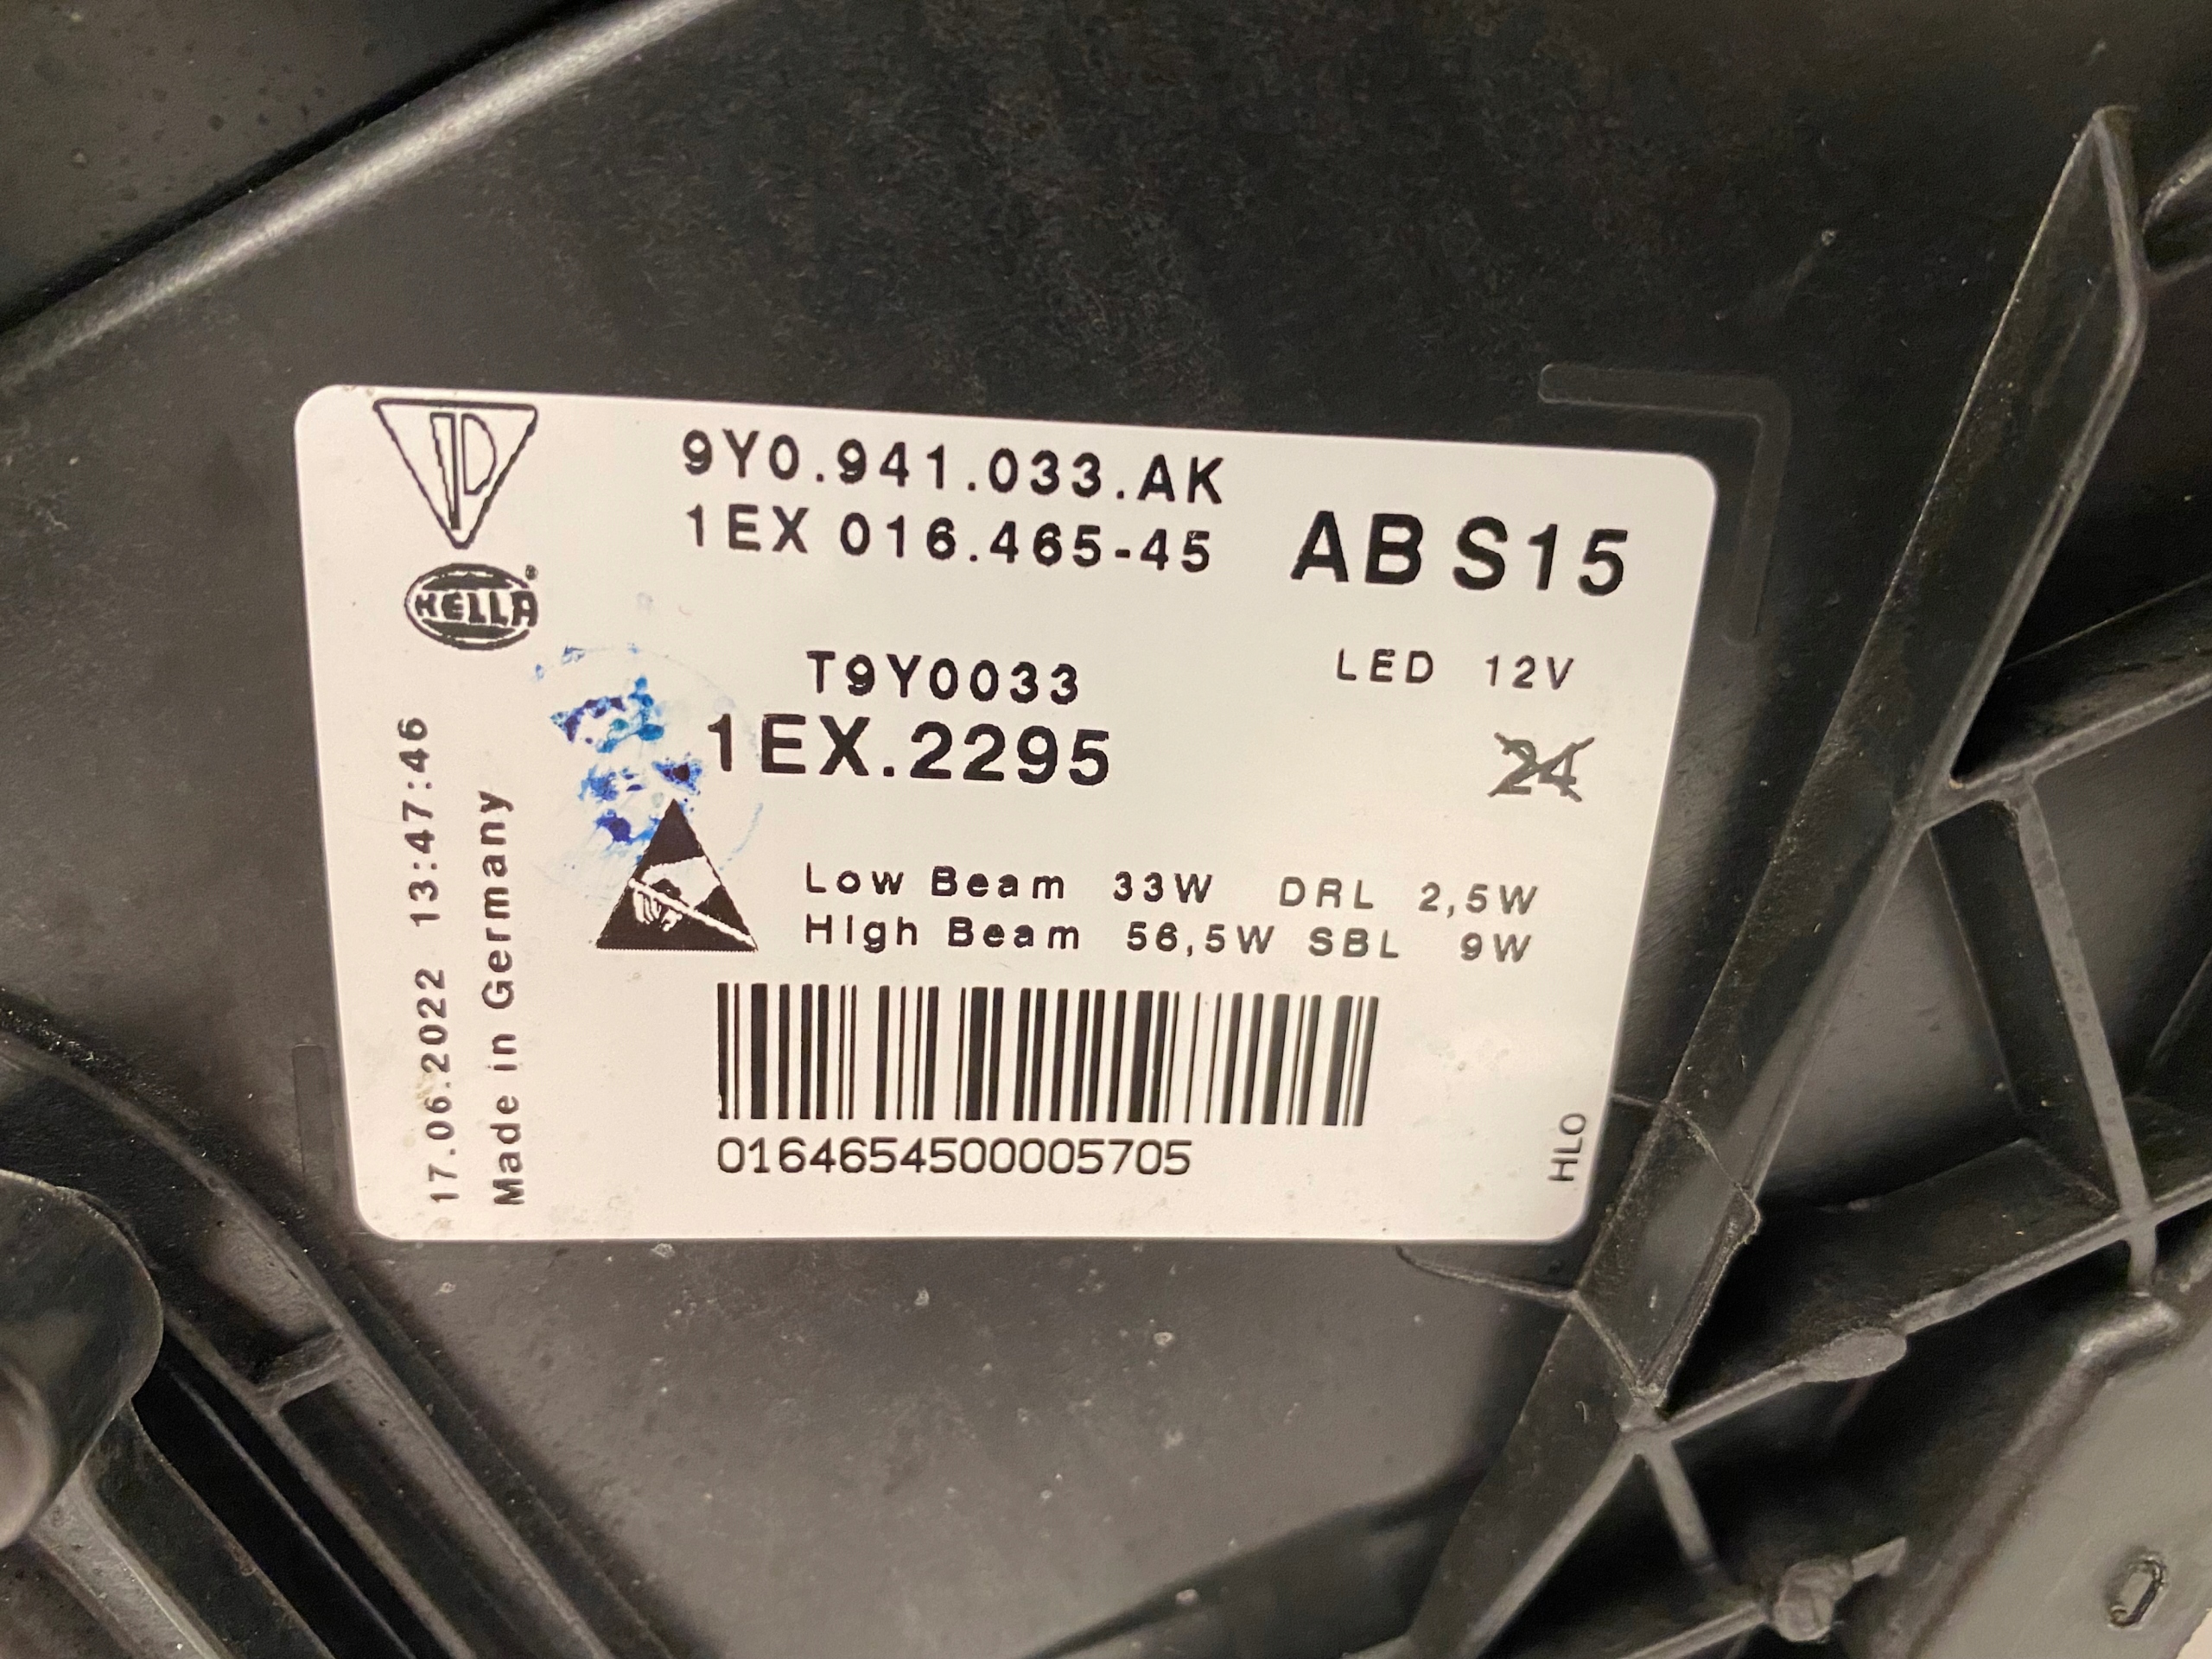 9Y0.941.033.AK
1EX 016.465-45
ABS15
HELLA
T9Y0033
LED 12V
1EX.2295
24
Low Beam 33W DRL 2,5W
High Beam 56,5W SBL 9W
0164654500005705
17.06.2022 13:47:46
Made in Germany
HLO